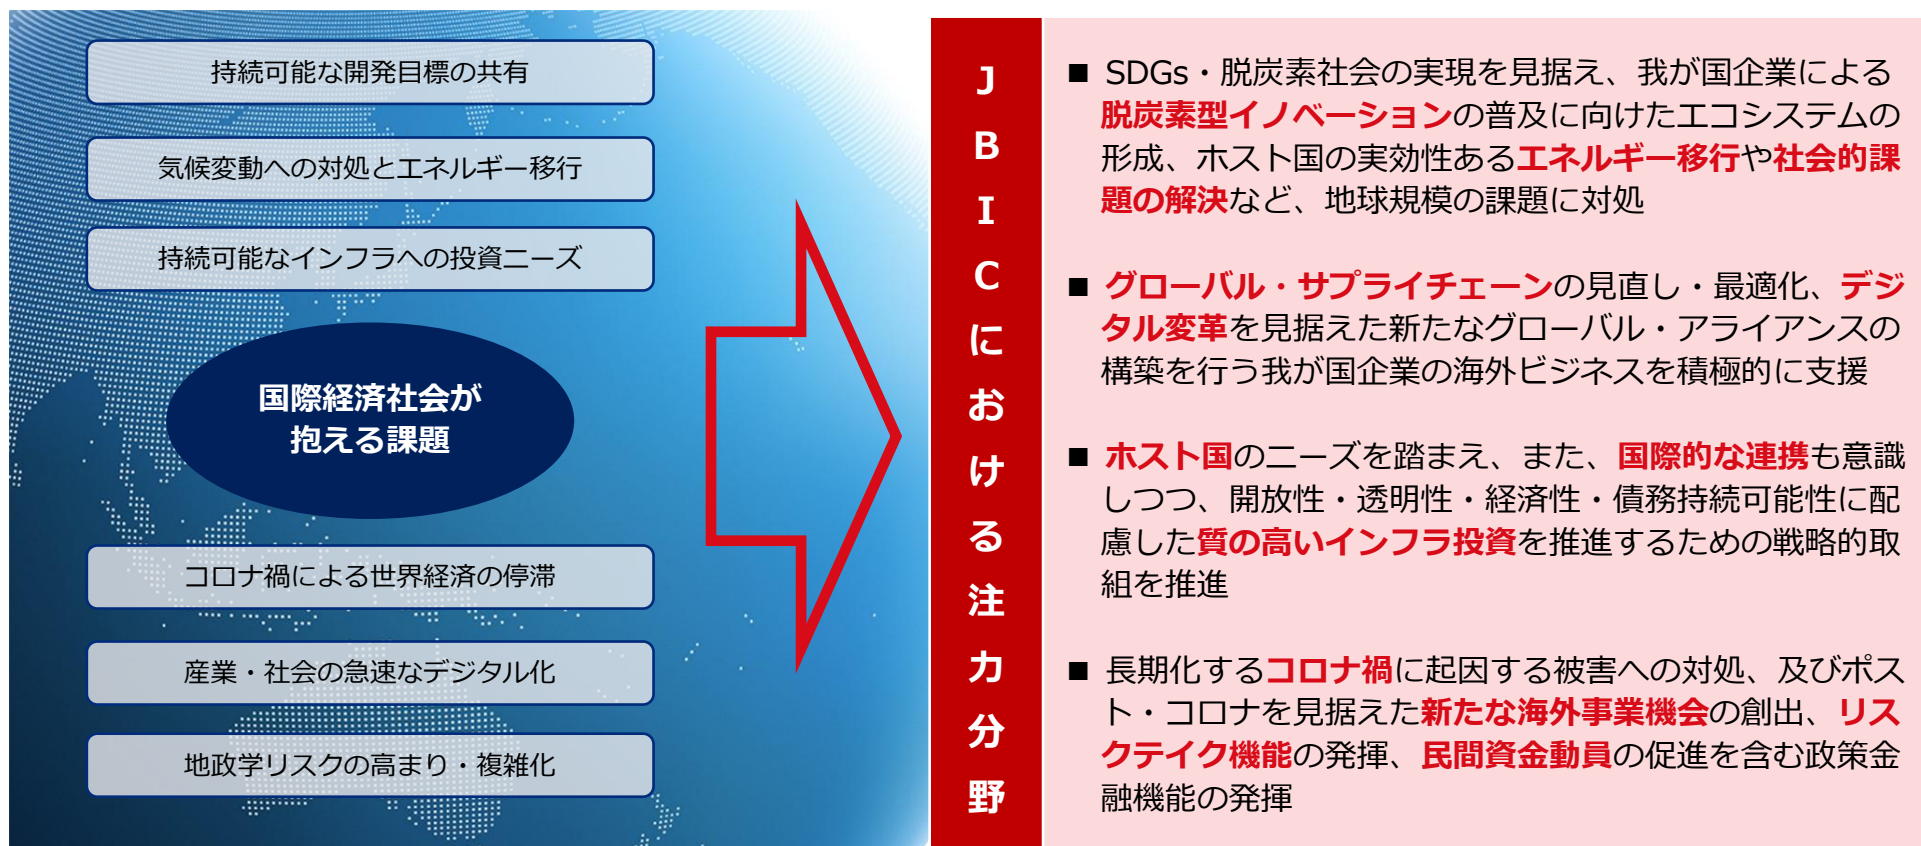 持続可能な開発目標の共有
気候変動への対処とエネルギー移行
持続可能なインフラへの投資ニーズ
国際経済社会が
抱える課題
コロナ禍による世界経済の停滞
産業・社会の急速なデジタル化
地政学リスクの高まり・複雑化
JBICにおける注力分野
■ SDGs・脱炭素社会の実現を見据え、我が国企業による
脱炭素型イノベーションの普及に向けたエコシステムの
形成、ホスト国の実効性あるエネルギー移行や社会的課
題の解決など、地球規模の課題に対処
■ グローバル・サプライチェーンの見直し・最適化、デジ
タル変革を見据えた新たなグローバル・アライアンスの
構築を行う我が国企業の海外ビジネスを積極的に支援
■ ホスト国のニーズを踏まえ、また、国際的な連携も意識
しつつ、開放性・透明性・経済性・債務持続可能性に配
慮した質の高いインフラ投資を推進するための戦略的取
組を推進
■ 長期化するコロナ禍に起因する被害への対処、及びポス
ト・コロナを見据えた新たな海外事業機会の創出、リス
クテイク機能の発揮、民間資金動員の促進を含む政策金
融機能の発揮